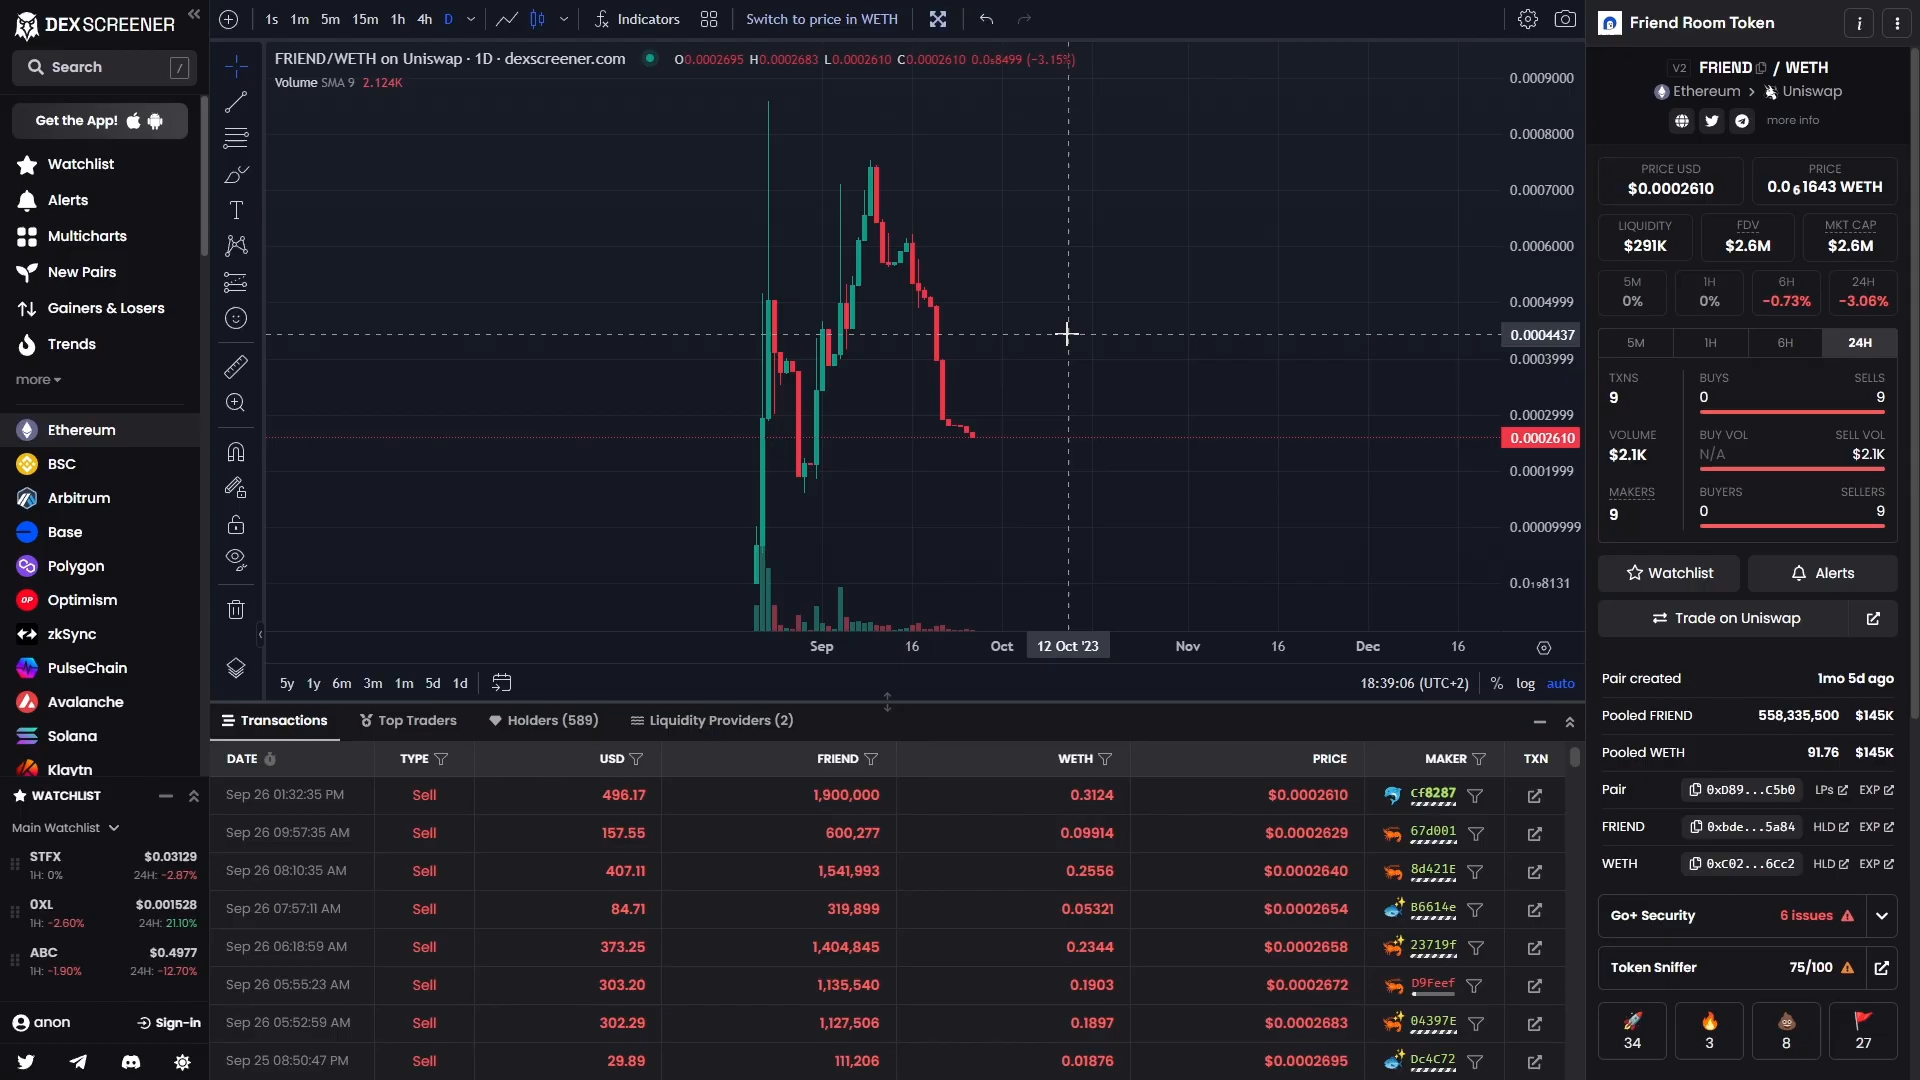 DEX SCREENER
Search /
Get the App!
Watchlist
Alerts
Multicharts
New Pairs
Gainers & Losers
Trends
more
Ethereum
BSC
Arbitrum
Base
Polygon
OP Optimism
zkSync
PulseChain
Avalanche
Solana
Klaytn
WATCHLIST
Main Watchlist
STFX $0.03129
1H: 0% 24H: -2.87%
0XL $0.001528
1H: -2.60% 24H: 21.10%
ABC $0.4977
1H: -1.90% 24H: -12.70%
anon Sign-in
1s 1m 5m 15m 1h 4h D Indicators Switch to price in WETH
FRIEND/WETH on Uniswap · 1D · dexscreener.com O0.0002695 H0.0002683 L0.0002610 C0.0002610 0.0₅8499 (−3.15%)
Volume SMA 9 2.124K
0.0009000
0.0008000
0.0007000
0.0006000
0.0004999
0.0004437
0.0003999
0.0002999
0.0002610
0.0001999
0.00009999
0.0₁₉8131
Sep 16 Oct 12 Oct '23 Nov 16 Dec 16
5y 1y 6m 3m 1m 5d 1d 18:39:06 (UTC+2) % log auto
Transactions Top Traders Holders (589) Liquidity Providers (2)
DATE TYPE USD FRIEND WETH PRICE MAKER TXN
Sep 26 01:32:35 PM Sell 496.17 1,900,000 0.3124 $0.0002610 Cf8287
Sep 26 09:57:35 AM Sell 157.55 600,277 0.09914 $0.0002629 67d001
Sep 26 08:10:35 AM Sell 407.11 1,541,993 0.2556 $0.0002640 8d421E
Sep 26 07:57:11 AM Sell 84.71 319,899 0.05321 $0.0002654 B6614e
Sep 26 06:18:59 AM Sell 373.25 1,404,845 0.2344 $0.0002658 23719f
Sep 26 05:55:23 AM Sell 303.20 1,135,540 0.1903 $0.0002672 D9Feef
Sep 26 05:52:59 AM Sell 302.29 1,127,506 0.1897 $0.0002683 04397E
Sep 25 08:50:47 PM Sell 29.89 111,206 0.01876 $0.0002695 Dc4C72
Friend Room Token
V2 FRIEND / WETH
Ethereum > Uniswap
more info
PRICE USD PRICE
$0.0002610 0.0₆1643 WETH
LIQUIDITY FDV MKT CAP
$291K $2.6M $2.6M
5M 1H 6H 24H
0% 0% -0.73% -3.06%
5M 1H 6H 24H
TXNS BUYS SELLS
9 0 9
VOLUME BUY VOL SELL VOL
$2.1K N/A $2.1K
MAKERS BUYERS SELLERS
9 0 9
Watchlist Alerts
Trade on Uniswap
Pair created 1mo 5d ago
Pooled FRIEND 558,335,500 $145K
Pooled WETH 91.76 $145K
Pair 0xD89...C5b0 LPs EXP
FRIEND 0xbde...5a84 HLD EXP
WETH 0xC02...6Cc2 HLD EXP
Go+ Security 6 issues
Token Sniffer 75/100
34 3 8 27